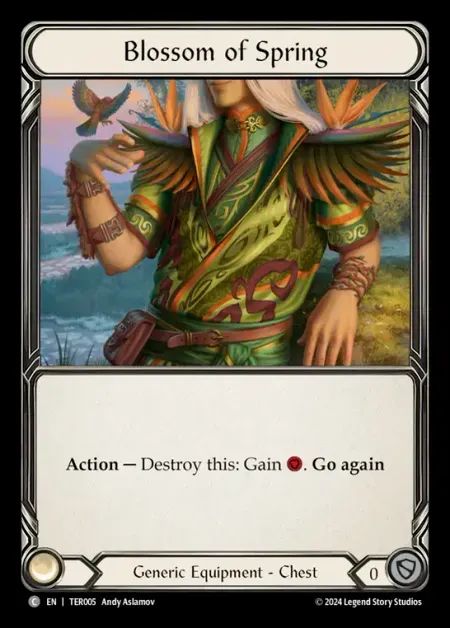 Blossom of Spring
Action — Destroy this: Gain . Go again
Generic Equipment - Chest
0
C EN | TER005 Andy Aslamov
© 2024 Legend Story Studios